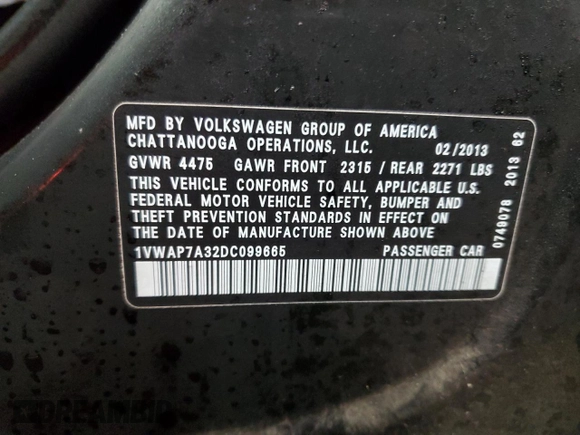 MFD BY VOLKSWAGEN GROUP OF AMERICA
CHATTANOOGA OPERATIONS, LLC. 02/2013
GVWR 4475 GAWR FRONT 2315 / REAR 2271 LBS
THIS VEHICLE CONFORMS TO ALL APPLICABLE U.S.
FEDERAL MOTOR VEHICLE SAFETY, BUMPER AND
THEFT PREVENTION STANDARDS IN EFFECT ON
THE DATE OF MANUFACTURE SHOWN ABOVE
1VWAP7A32DC099665 PASSENGER CAR
0749078 2013 62
DREAMBID